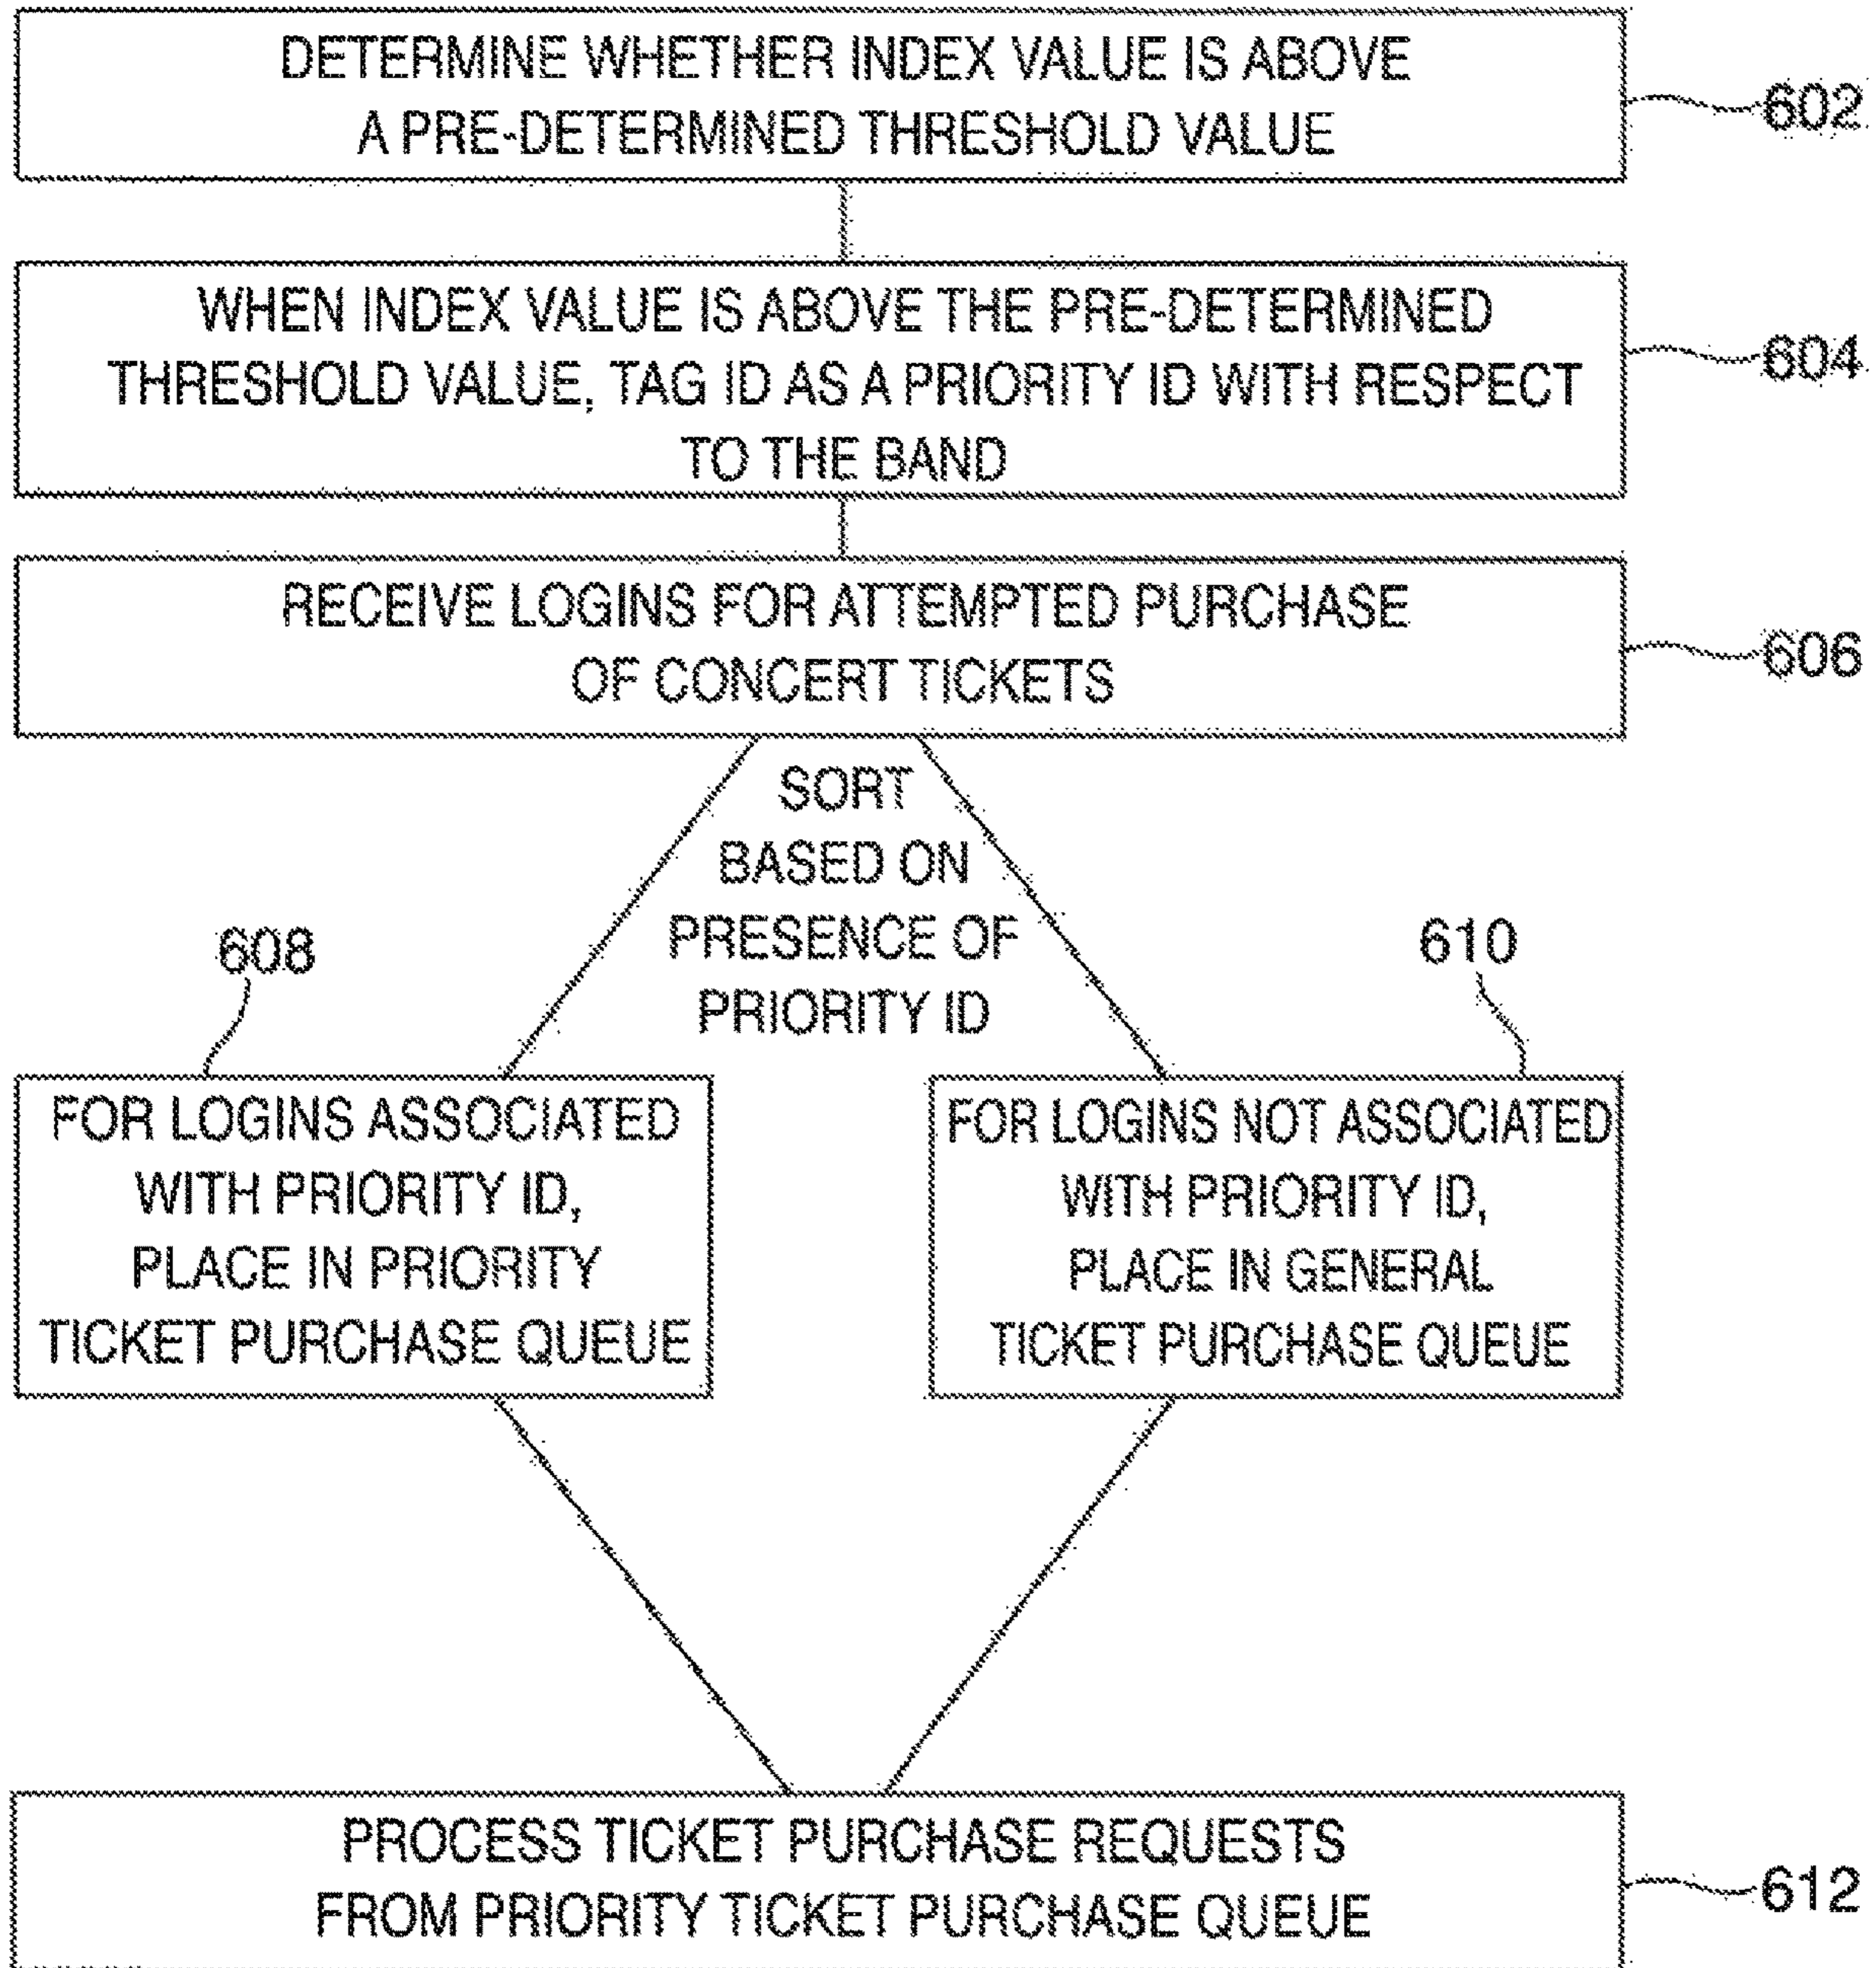 DETERMINE WHETHER INDEX VALUE IS ABOVE
A PRE-DETERMINED THRESHOLD VALUE
602
WHEN INDEX VALUE IS ABOVE THE PRE-DETERMINED
THRESHOLD VALUE, TAG ID AS A PRIORITY ID WITH RESPECT
TO THE BAND
604
RECEIVE LOGINS FOR ATTEMPTED PURCHASE
OF CONCERT TICKETS
606
SORT
BASED ON
PRESENCE OF
PRIORITY ID
608
610
FOR LOGINS ASSOCIATED
WITH PRIORITY ID,
PLACE IN PRIORITY
TICKET PURCHASE QUEUE
FOR LOGINS NOT ASSOCIATED
WITH PRIORITY ID,
PLACE IN GENERAL
TICKET PURCHASE QUEUE
PROCESS TICKET PURCHASE REQUESTS
FROM PRIORITY TICKET PURCHASE QUEUE
612